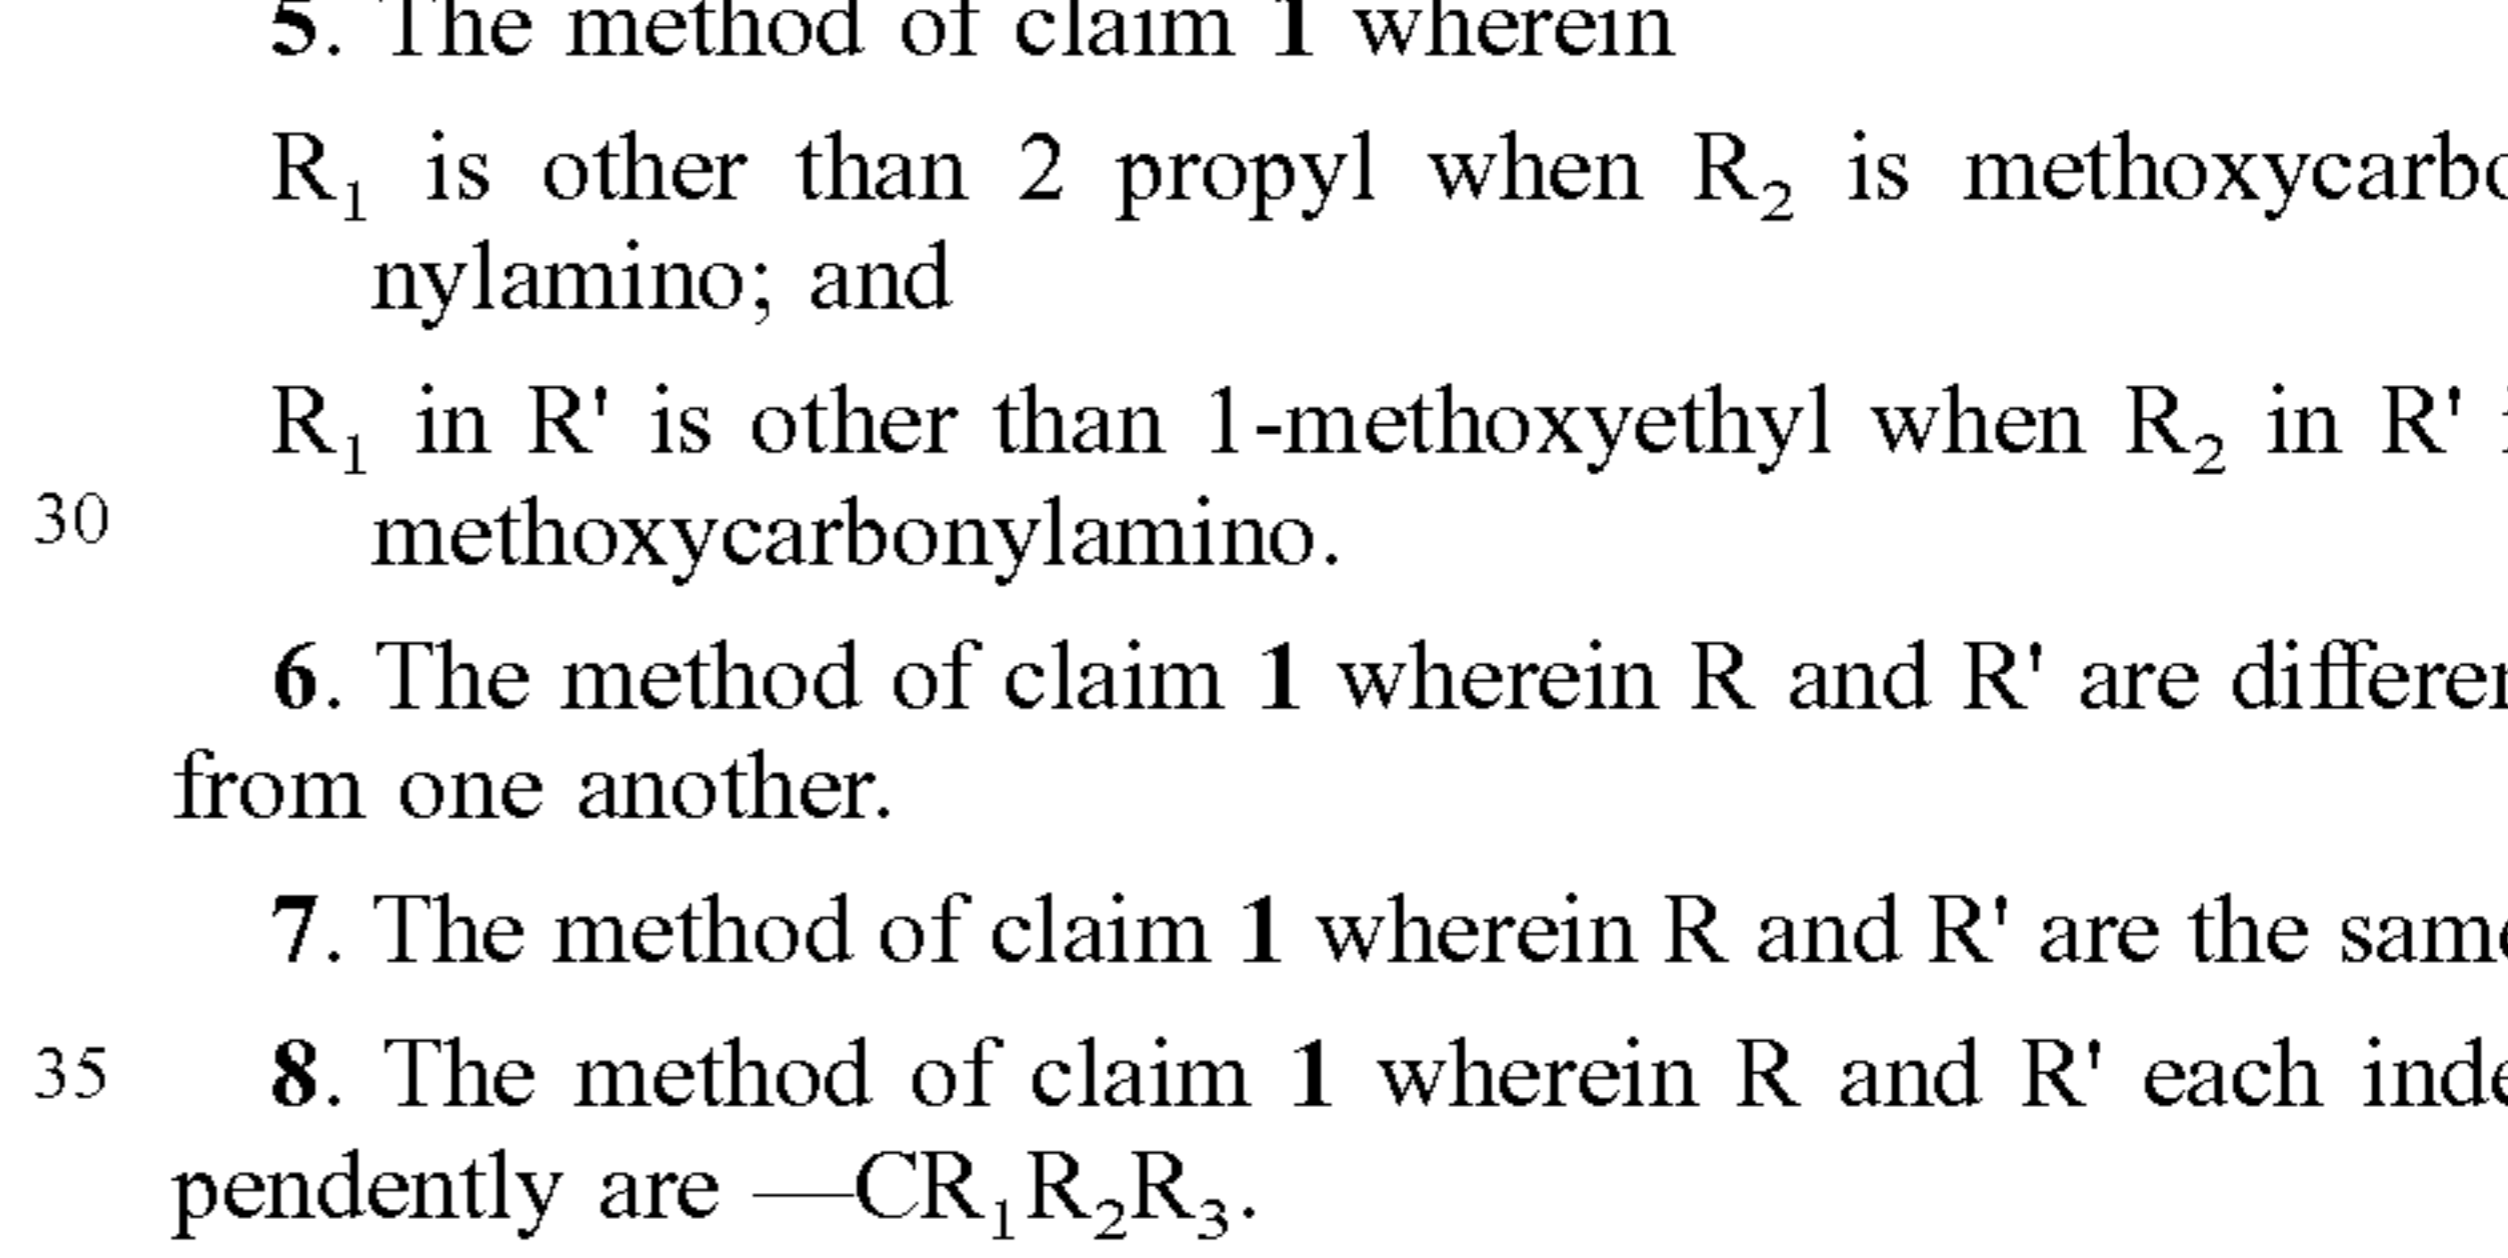 5. The method of claim 1 wherein
R₁ is other than 2 propyl when R₂ is methoxycarbo
nylamino; and
R₁ in R' is other than 1-methoxyethyl when R₂ in R'
30 methoxycarbonylamino.
6. The method of claim 1 wherein R and R' are differen
from one another.
7. The method of claim 1 wherein R and R' are the same
35 8. The method of claim 1 wherein R and R' each inde
pendently are —CR₁R₂R₃.